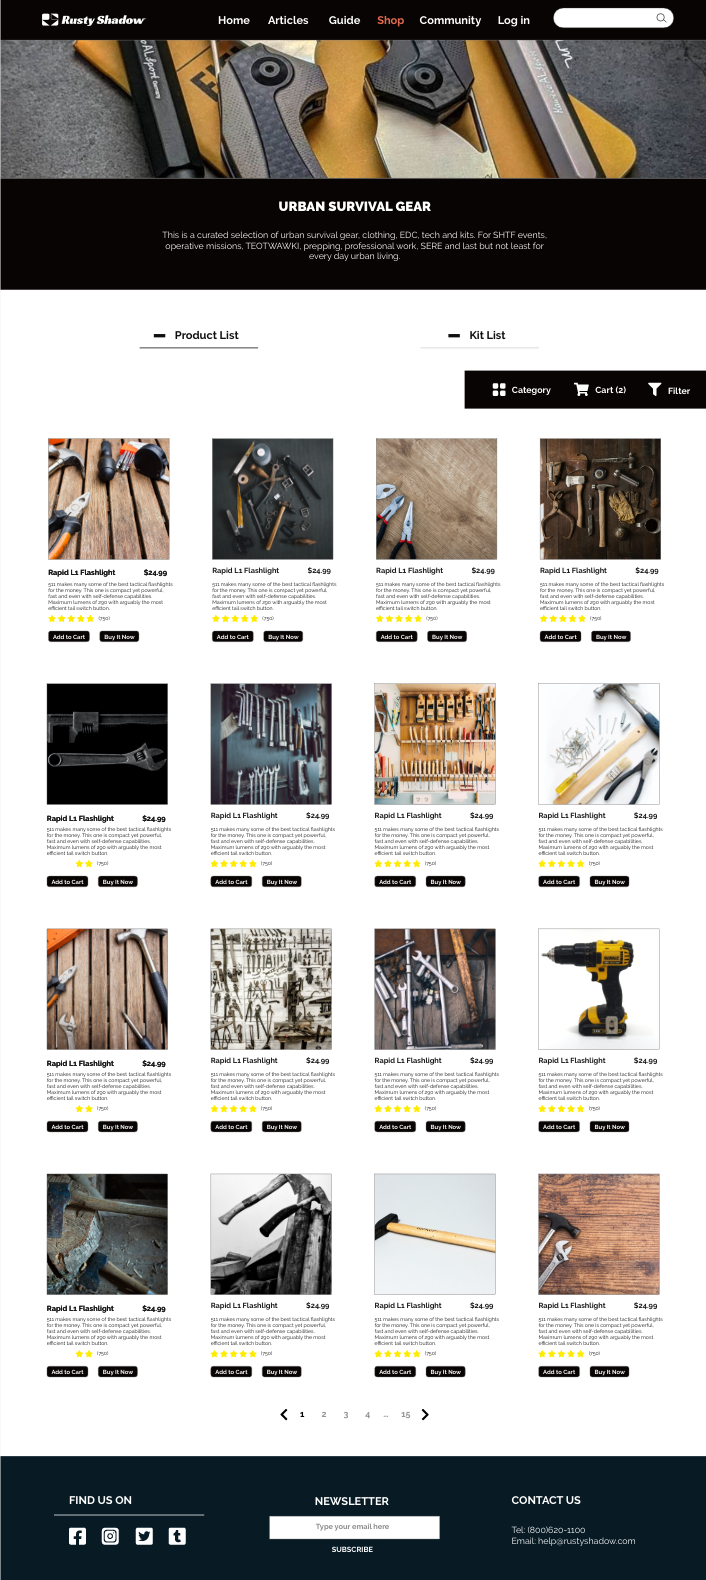 Rusty Shadow
Home Articles Guide Shop Community Log in
URBAN SURVIVAL GEAR
This is a curated selection of urban survival gear, clothing, EDC, tech and kits. For SHTF events,
operative missions, TEOTWAWKI, prepping, professional work, SERE and last but not least for
every day urban living.
Product List Kit List
Category Cart (2) Filter
Rapid L1 Flashlight $24.99
511 makes many some of the best tactical flashlights
for the money. This one is compact yet powerful,
fast and even with self-defense capabilities.
Maximum lumens of 290 with arguably the most
efficient tail switch button.
(750)
Add to Cart Buy It Now
Rapid L1 Flashlight $24.99
511 makes many some of the best tactical flashlights
for the money. This one is compact yet powerful,
fast and even with self-defense capabilities.
Maximum lumens of 290 with arguably the most
efficient tail switch button.
(750)
Add to Cart Buy It Now
Rapid L1 Flashlight $24.99
511 makes many some of the best tactical flashlights
for the money. This one is compact yet powerful,
fast and even with self-defense capabilities.
Maximum lumens of 290 with arguably the most
efficient tail switch button.
(750)
Add to Cart Buy It Now
Rapid L1 Flashlight $24.99
511 makes many some of the best tactical flashlights
for the money. This one is compact yet powerful,
fast and even with self-defense capabilities.
Maximum lumens of 290 with arguably the most
efficient tail switch button.
(750)
Add to Cart Buy It Now
Rapid L1 Flashlight $24.99
511 makes many some of the best tactical flashlights
for the money. This one is compact yet powerful,
fast and even with self-defense capabilities.
Maximum lumens of 290 with arguably the most
efficient tail switch button.
(750)
Add to Cart Buy It Now
Rapid L1 Flashlight $24.99
511 makes many some of the best tactical flashlights
for the money. This one is compact yet powerful,
fast and even with self-defense capabilities.
Maximum lumens of 290 with arguably the most
efficient tail switch button.
(750)
Add to Cart Buy It Now
Rapid L1 Flashlight $24.99
511 makes many some of the best tactical flashlights
for the money. This one is compact yet powerful,
fast and even with self-defense capabilities.
Maximum lumens of 290 with arguably the most
efficient tail switch button.
(750)
Add to Cart Buy It Now
Rapid L1 Flashlight $24.99
511 makes many some of the best tactical flashlights
for the money. This one is compact yet powerful,
fast and even with self-defense capabilities.
Maximum lumens of 290 with arguably the most
efficient tail switch button.
(750)
Add to Cart Buy It Now
Rapid L1 Flashlight $24.99
511 makes many some of the best tactical flashlights
for the money. This one is compact yet powerful,
fast and even with self-defense capabilities.
Maximum lumens of 290 with arguably the most
efficient tail switch button.
(750)
Add to Cart Buy It Now
Rapid L1 Flashlight $24.99
511 makes many some of the best tactical flashlights
for the money. This one is compact yet powerful,
fast and even with self-defense capabilities.
Maximum lumens of 290 with arguably the most
efficient tail switch button.
(750)
Add to Cart Buy It Now
Rapid L1 Flashlight $24.99
511 makes many some of the best tactical flashlights
for the money. This one is compact yet powerful,
fast and even with self-defense capabilities.
Maximum lumens of 290 with arguably the most
efficient tail switch button.
(750)
Add to Cart Buy It Now
Rapid L1 Flashlight $24.99
511 makes many some of the best tactical flashlights
for the money. This one is compact yet powerful,
fast and even with self-defense capabilities.
Maximum lumens of 290 with arguably the most
efficient tail switch button.
(750)
Add to Cart Buy It Now
Rapid L1 Flashlight $24.99
511 makes many some of the best tactical flashlights
for the money. This one is compact yet powerful,
fast and even with self-defense capabilities.
Maximum lumens of 290 with arguably the most
efficient tail switch button.
(750)
Add to Cart Buy It Now
Rapid L1 Flashlight $24.99
511 makes many some of the best tactical flashlights
for the money. This one is compact yet powerful,
fast and even with self-defense capabilities.
Maximum lumens of 290 with arguably the most
efficient tail switch button.
(750)
Add to Cart Buy It Now
Rapid L1 Flashlight $24.99
511 makes many some of the best tactical flashlights
for the money. This one is compact yet powerful,
fast and even with self-defense capabilities.
Maximum lumens of 290 with arguably the most
efficient tail switch button.
(750)
Add to Cart Buy It Now
Rapid L1 Flashlight $24.99
511 makes many some of the best tactical flashlights
for the money. This one is compact yet powerful,
fast and even with self-defense capabilities.
Maximum lumens of 290 with arguably the most
efficient tail switch button.
(750)
Add to Cart Buy It Now
1 2 3 4 ... 15
FIND US ON
NEWSLETTER
Type your email here
SUBSCRIBE
CONTACT US
Tel: (800)620-1100
Email: help@rustyshadow.com